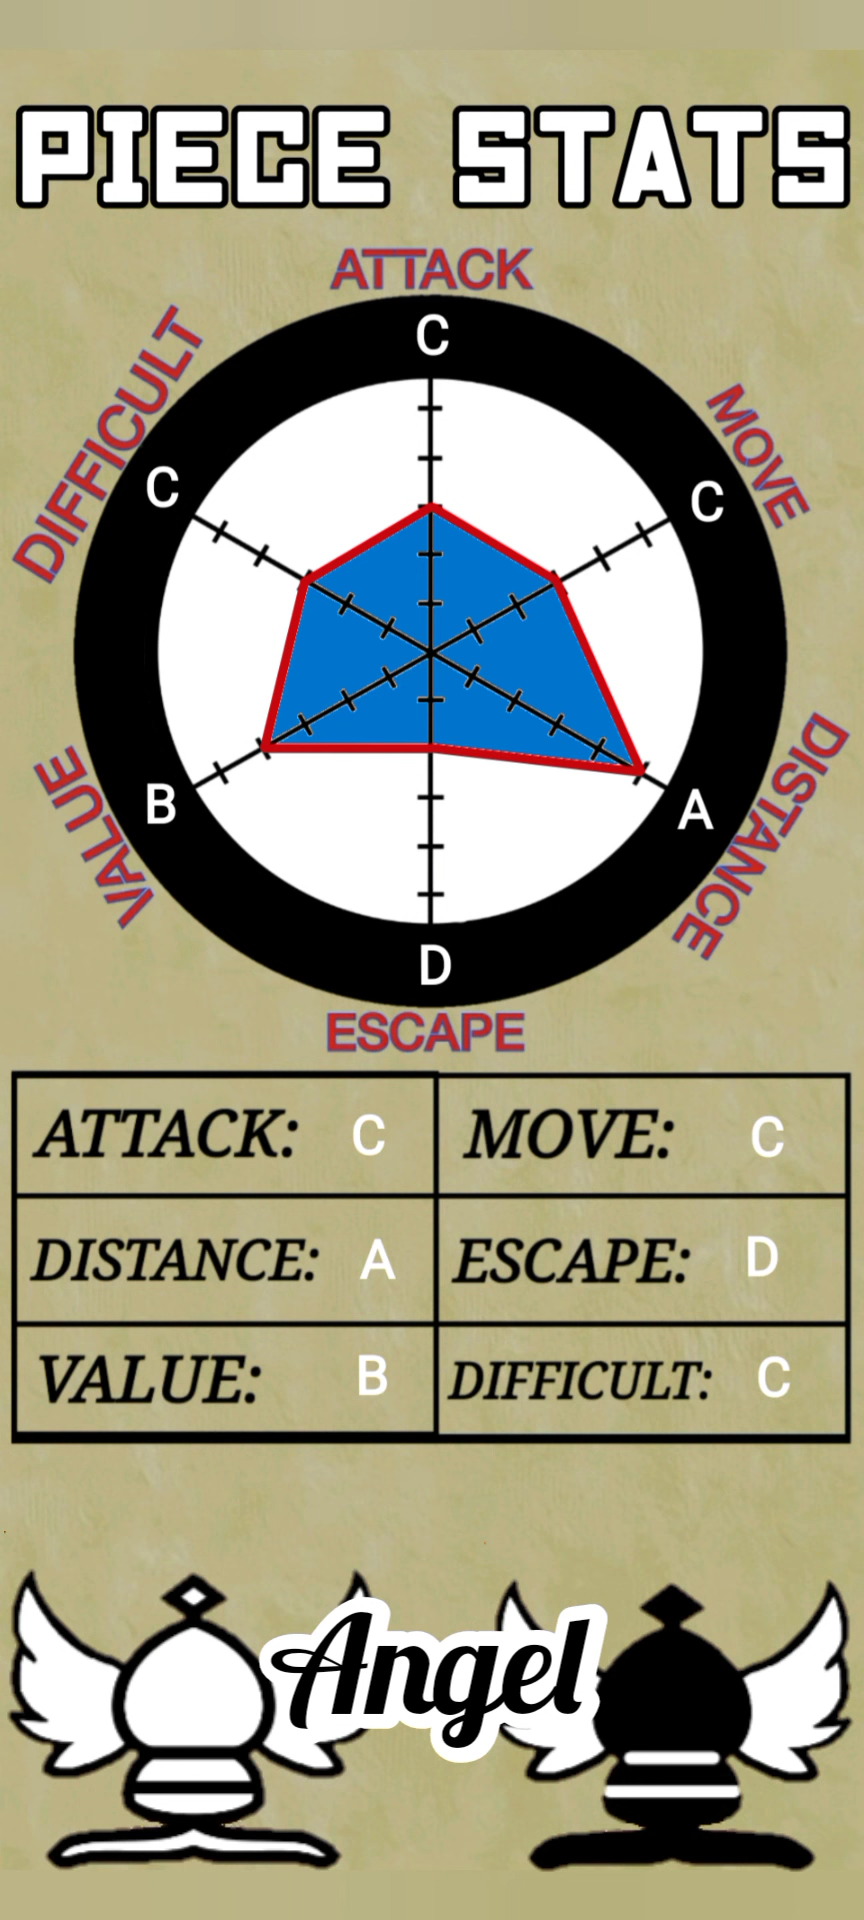 PIECE STATS
ATTACK
C
DIFFICULT
C
MOVE
C
VALUE
B
DISTANCE
A
D
ESCAPE
ATTACK: C
MOVE: C
DISTANCE: A
ESCAPE: D
VALUE: B
DIFFICULT: C
Angel